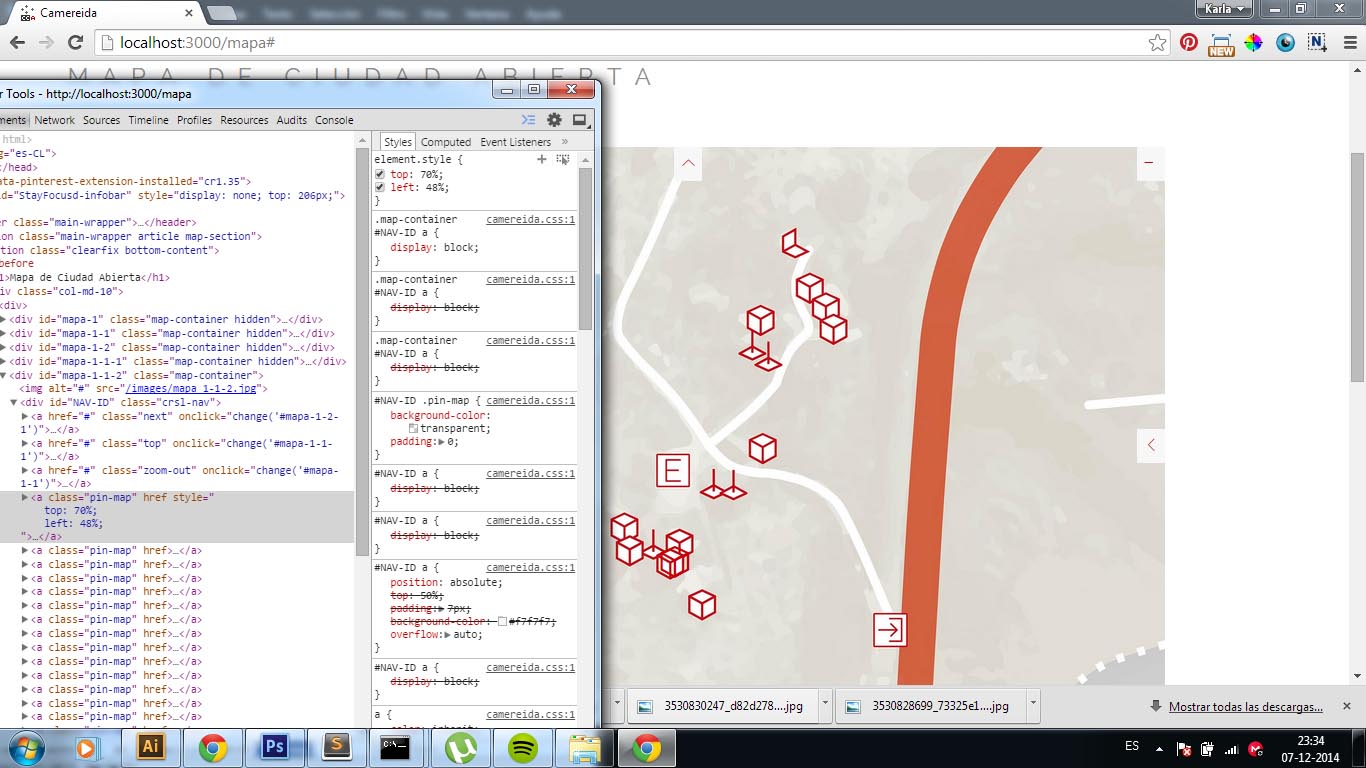 Camereida
Karla
localhost:3000/mapa#
NEW
MAPA DE CIUDAD ABIERTA
r Tools - http://localhost:3000/mapa
ments Network Sources Timeline Profiles Resources Audits Console
html>
g="es-CL">
</head>
ata-pinterest-extension-installed="cr1.35">
id="StayFocusd-infobar" style="display: none; top: 206px;">
er class="main-wrapper">…</header>
ion class="main-wrapper article map-section">
ction class="clearfix bottom-content">
before
1>Mapa de Ciudad Abierta</h1>
iv class="col-md-10">
<div>
<div id="mapa-1" class="map-container hidden">…</div>
<div id="mapa-1-1" class="map-container hidden">…</div>
<div id="mapa-1-2" class="map-container hidden">…</div>
<div id="mapa-1-1-1" class="map-container hidden">…</div>
<div id="mapa-1-1-2" class="map-container">
<img alt="#" src="/images/mapa_1-1-2.jpg">
<div id="NAV-ID" class="crsl-nav">
<a href="#" class="next" onclick="change('#mapa-1-2-
1')">…</a>
<a href="#" class="top" onclick="change('#mapa-1-1-
1')">…</a>
<a href="#" class="zoom-out" onclick="change('#mapa-
1-1')">…</a>
<a class="pin-map" href style="
top: 70%;
left: 48%;
">…</a>
<a class="pin-map" href>…</a>
<a class="pin-map" href>…</a>
<a class="pin-map" href>…</a>
<a class="pin-map" href>…</a>
<a class="pin-map" href>…</a>
<a class="pin-map" href>…</a>
<a class="pin-map" href>…</a>
<a class="pin-map" href>…</a>
<a class="pin-map" href>…</a>
<a class="pin-map" href>…</a>
<a class="pin-map" href>…</a>
<a class="pin-map" href>…</a>
<a class="pin-map" href>…</a>
Styles Computed Event Listeners »
element.style {
top: 70%;
left: 48%;
}
.map-container camereida.css:1
#NAV-ID a {
display: block;
}
.map-container camereida.css:1
#NAV-ID a {
display: block;
}
.map-container camereida.css:1
#NAV-ID a {
display: block;
}
#NAV-ID .pin-map { camereida.css:1
background-color:
transparent;
padding: 0;
}
#NAV-ID a { camereida.css:1
display: block;
}
#NAV-ID a { camereida.css:1
display: block;
}
#NAV-ID a { camereida.css:1
position: absolute;
top: 50%;
padding: 7px;
background-color: #f7f7f7;
overflow: auto;
}
#NAV-ID a { camereida.css:1
display: block;
}
a { camereida.css:1
E
3530830247_d82d278....jpg
3530828699_73325e1....jpg
Mostrar todas las descargas...
Ai
Ps
S
C:\
ES
23:34
07-12-2014